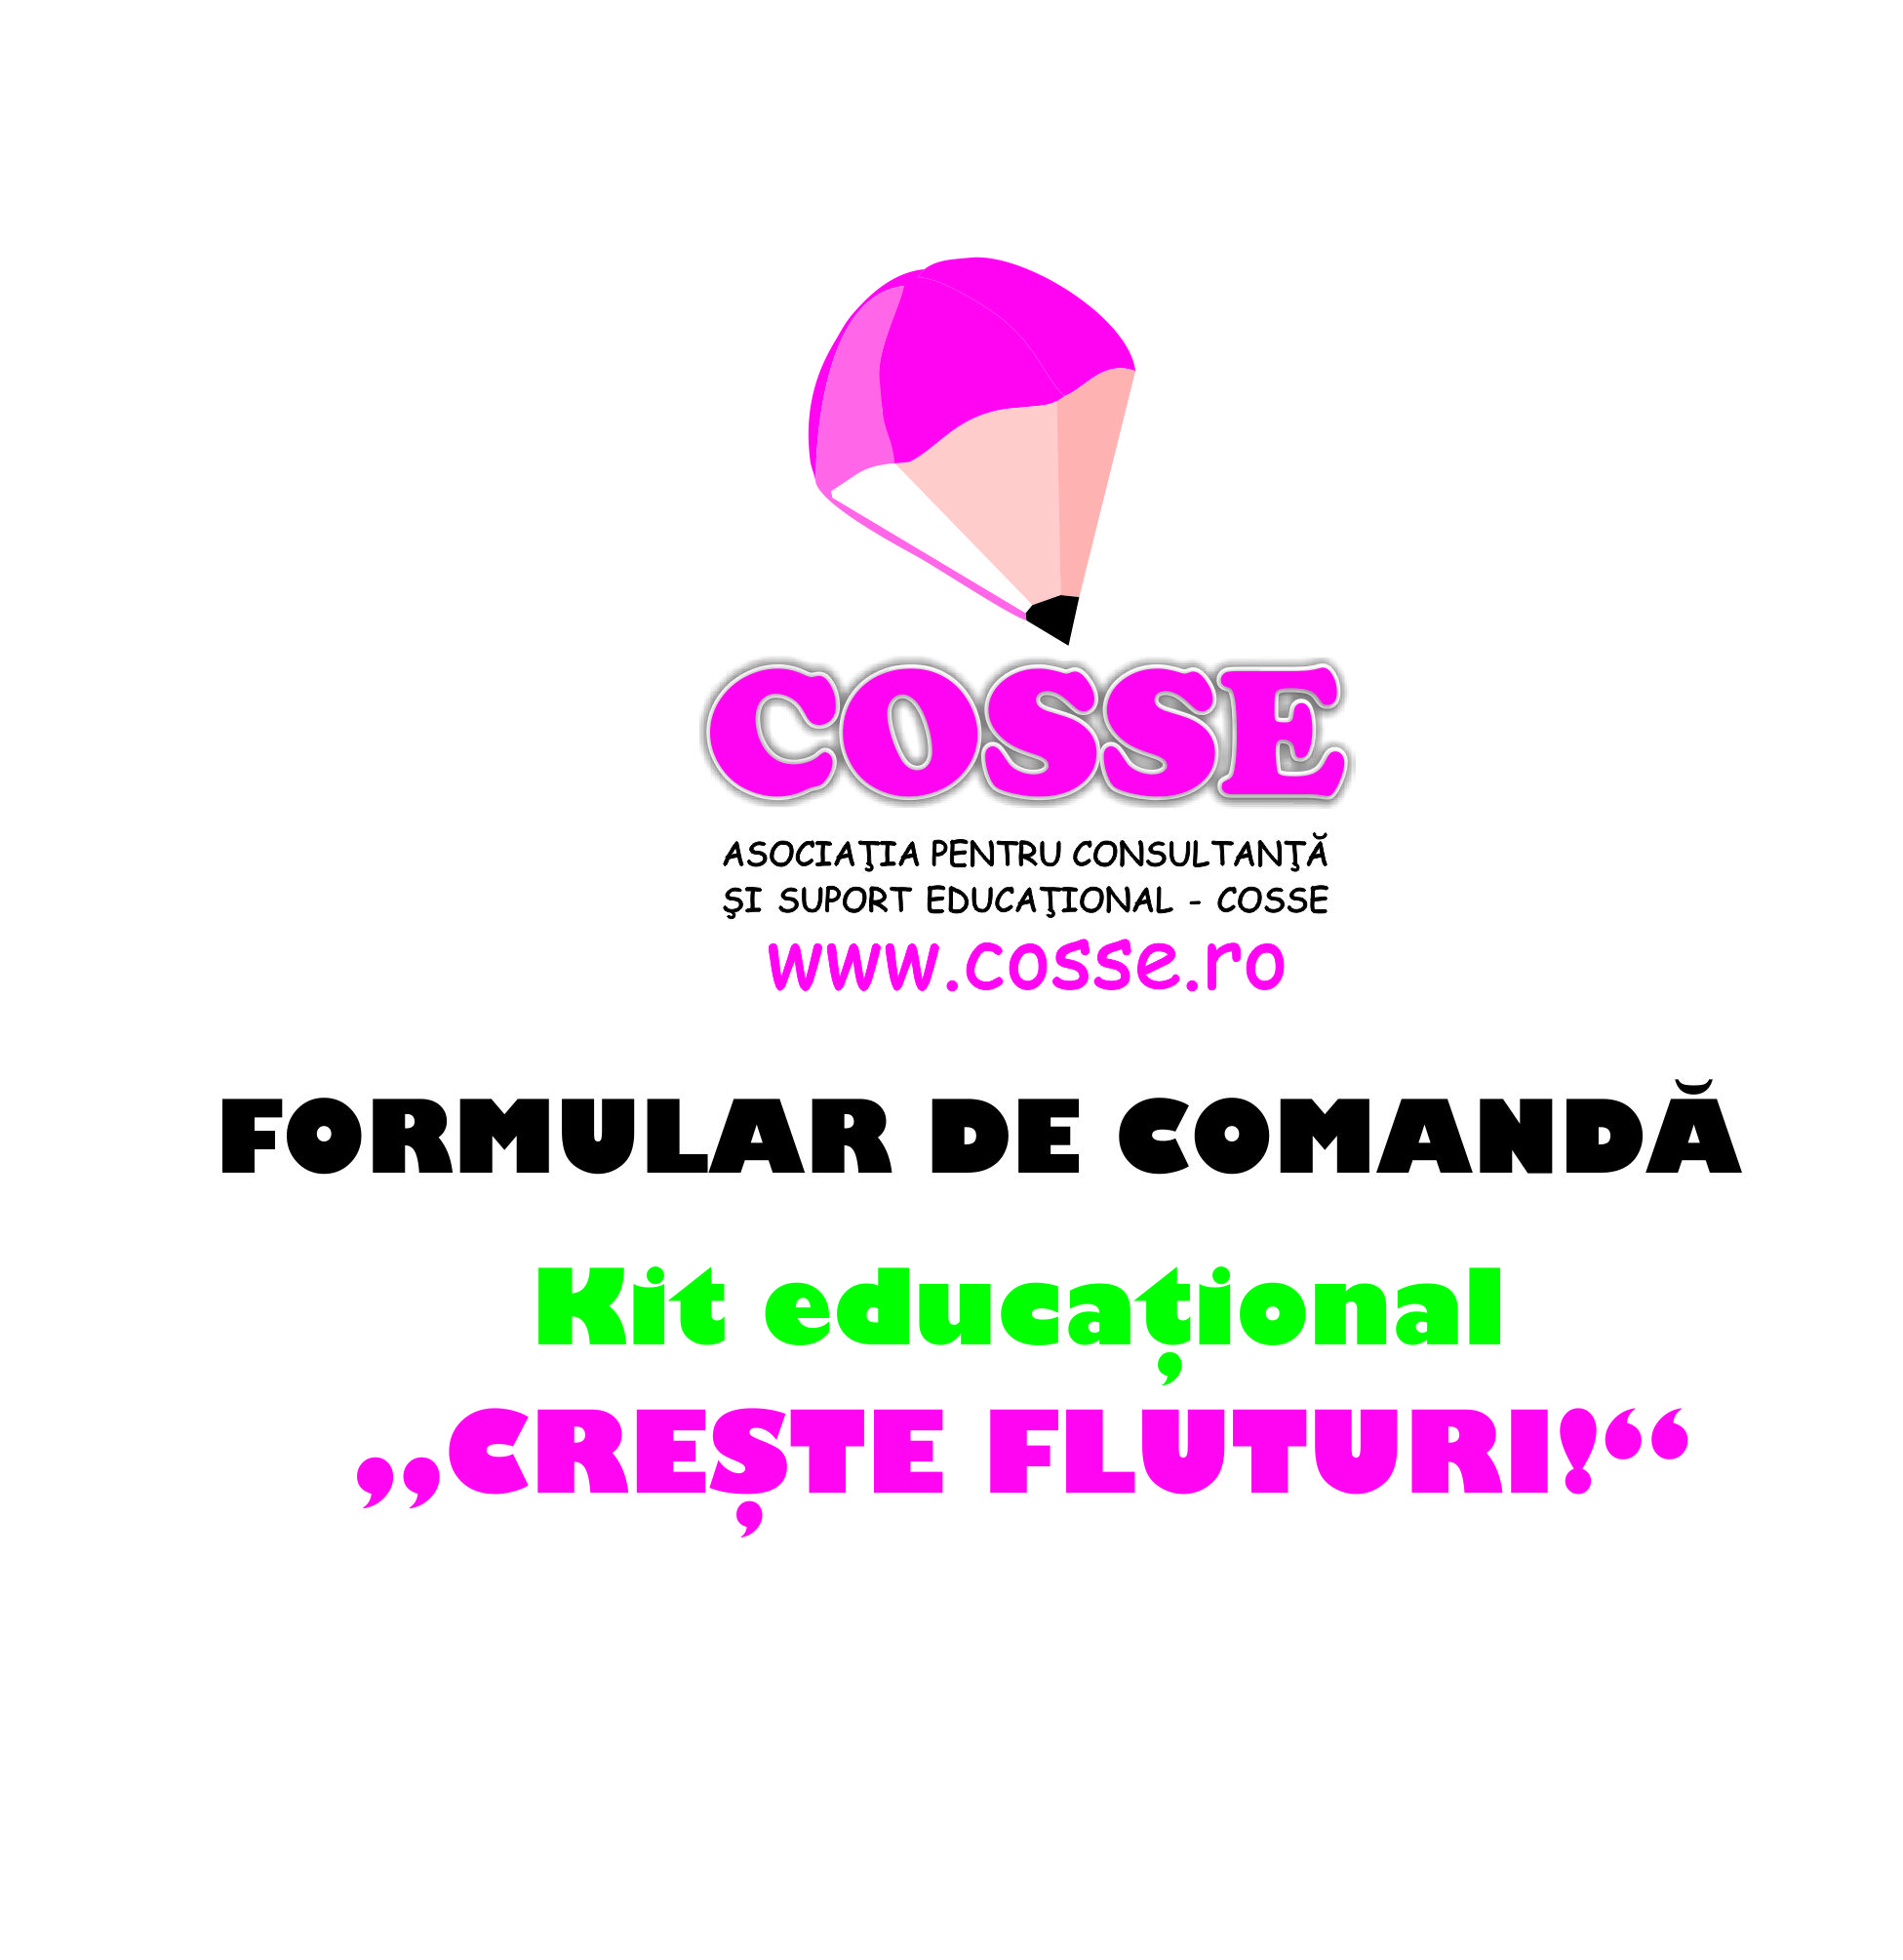 COSSE
ASOCIAŢIA PENTRU CONSULTANŢĂ
ŞI SUPORT EDUCAŢIONAL - COSSE
www.cosse.ro
FORMULAR DE COMANDĂ
Kit educațional
„CREȘTE FLUTURI!“